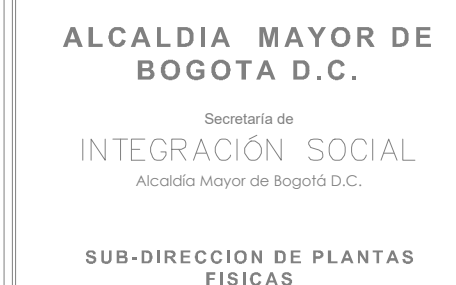 ALCALDIA MAYOR DE
BOGOTA D.C.
Secretaría de
INTEGRACIÓN SOCIAL
Alcaldía Mayor de Bogotá D.C.
SUB-DIRECCION DE PLANTAS
FISICAS